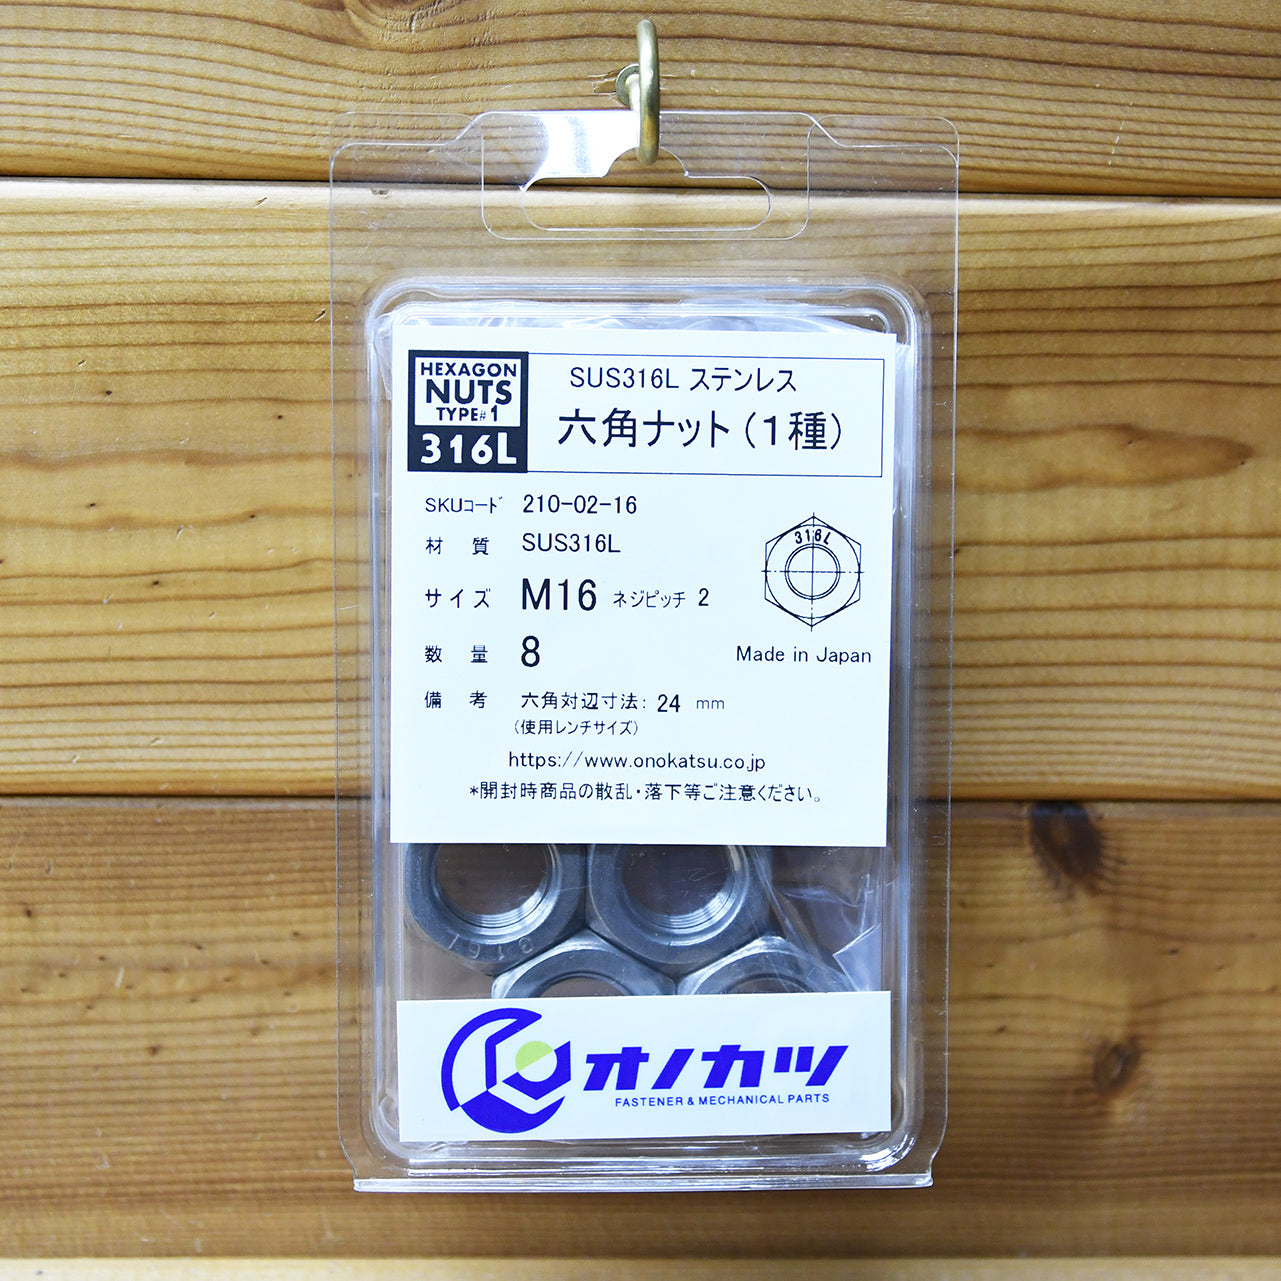 HEXAGON
NUTS
TYPE#1
316L
SUS316L ステンレス
六角ナット(1種)
SKUコード 210-02-16
材質 SUS316L
サイズ M16 ネジピッチ 2
数量 8
316L
Made in Japan
備考 六角対辺寸法: 24 mm
(使用レンチサイズ)
https://www.onokatsu.co.jp
*開封時商品の散乱・落下等ご注意ください。
316L
オノカツ
FASTENER & MECHANICAL PARTS